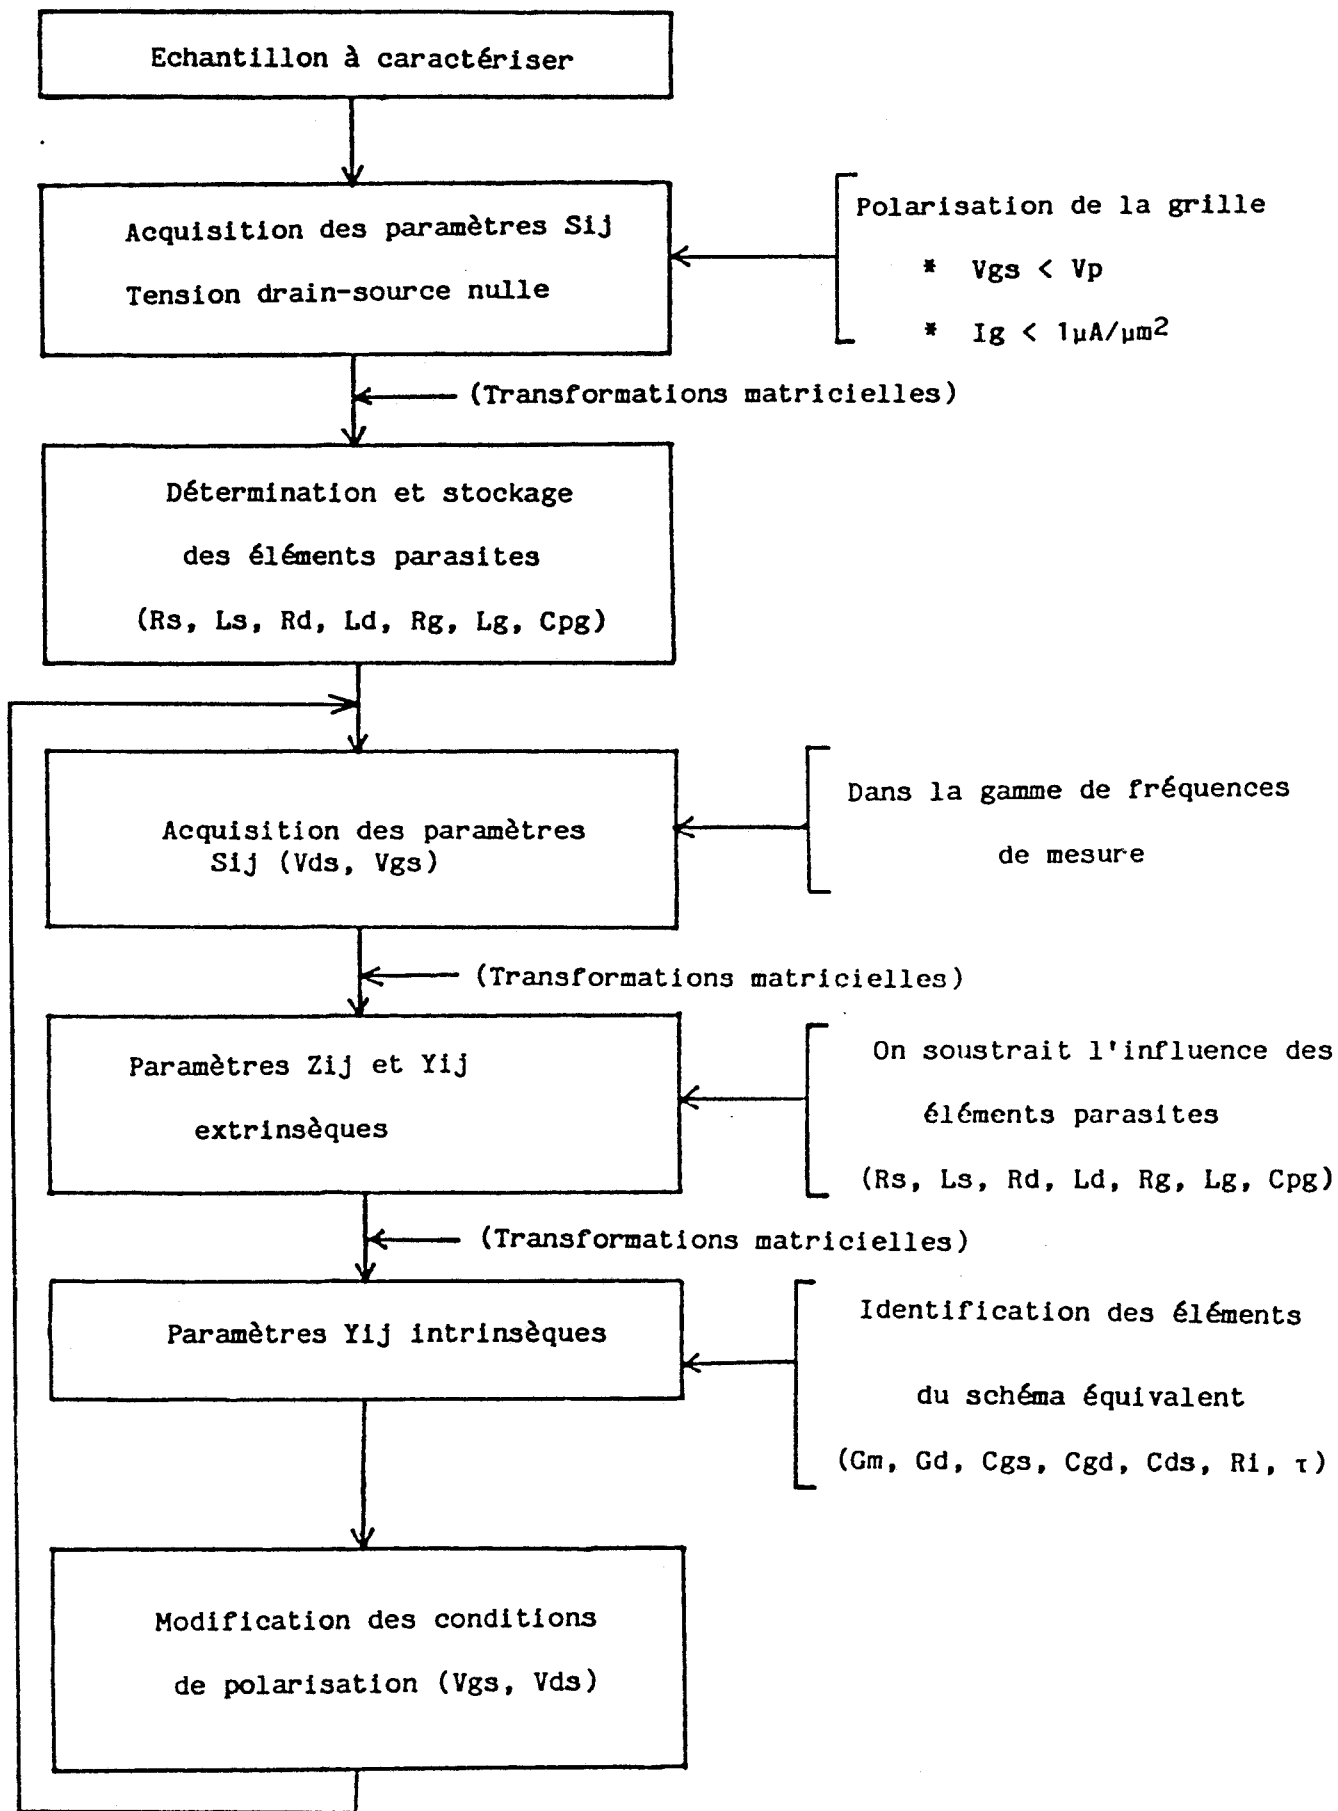 Echantillon à caractériser
Acquisition des paramètres Sij
Tension drain-source nulle
Polarisation de la grille
* Vgs < Vp
* Ig < 1µA/µm²
(Transformations matricielles)
Détermination et stockage
des éléments parasites
(Rs, Ls, Rd, Ld, Rg, Lg, Cpg)
Acquisition des paramètres
Sij (Vds, Vgs)
Dans la gamme de fréquences
de mesure
(Transformations matricielles)
Paramètres Zij et Yij
extrinsèques
On soustrait l'influence des
éléments parasites
(Rs, Ls, Rd, Ld, Rg, Lg, Cpg)
(Transformations matricielles)
Paramètres Yij intrinsèques
Identification des éléments
du schéma équivalent
(Gm, Gd, Cgs, Cgd, Cds, Ri, τ)
Modification des conditions
de polarisation (Vgs, Vds)